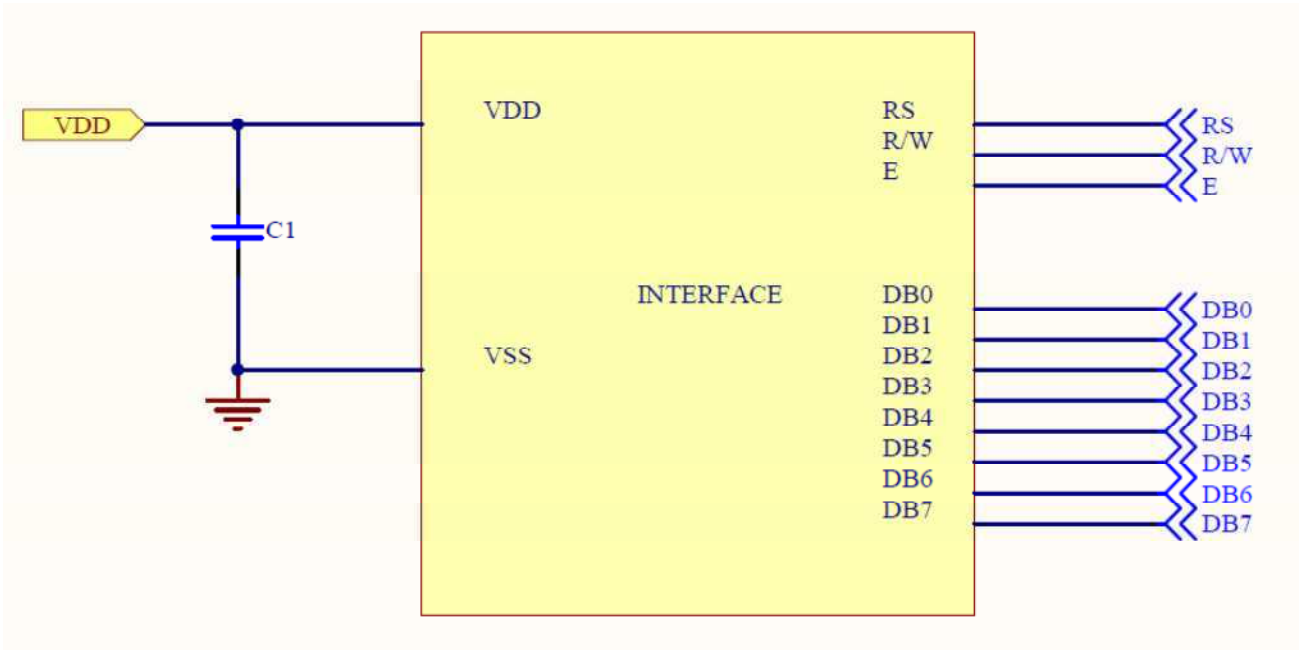 VDD
VDD
RS
RS
R/W
R/W
E
E
C1
INTERFACE
DB0
DB0
DB1
DB1
VSS
DB2
DB2
DB3
DB3
DB4
DB4
DB5
DB5
DB6
DB6
DB7
DB7